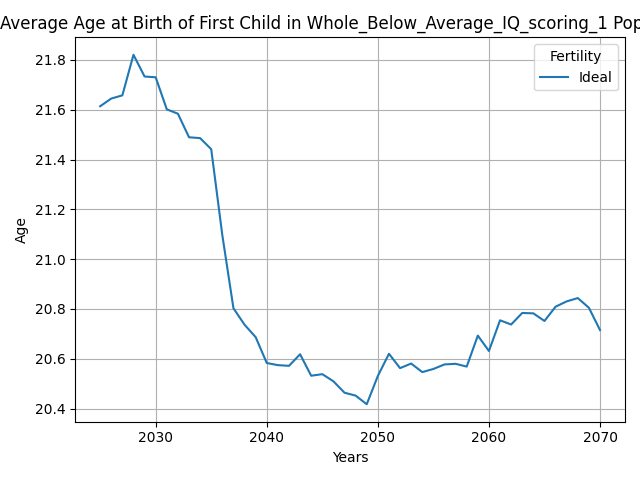 Average Age at Birth of First Child in Whole_Below_Average_IQ_scoring_1 Pop
Fertility
Ideal
21.8
21.6
21.4
21.2
21.0
20.8
20.6
20.4
Age
2030 2040 2050 2060 2070
Years